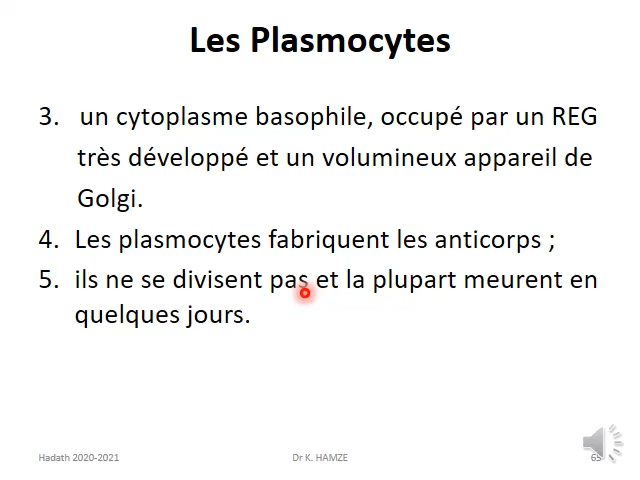 Les Plasmocytes
3. un cytoplasme basophile, occupé par un REG
très développé et un volumineux appareil de
Golgi.
4. Les plasmocytes fabriquent les anticorps ;
5. ils ne se divisent pas et la plupart meurent en
quelques jours.
Hadath 2020-2021 Dr K. HAMZE 65